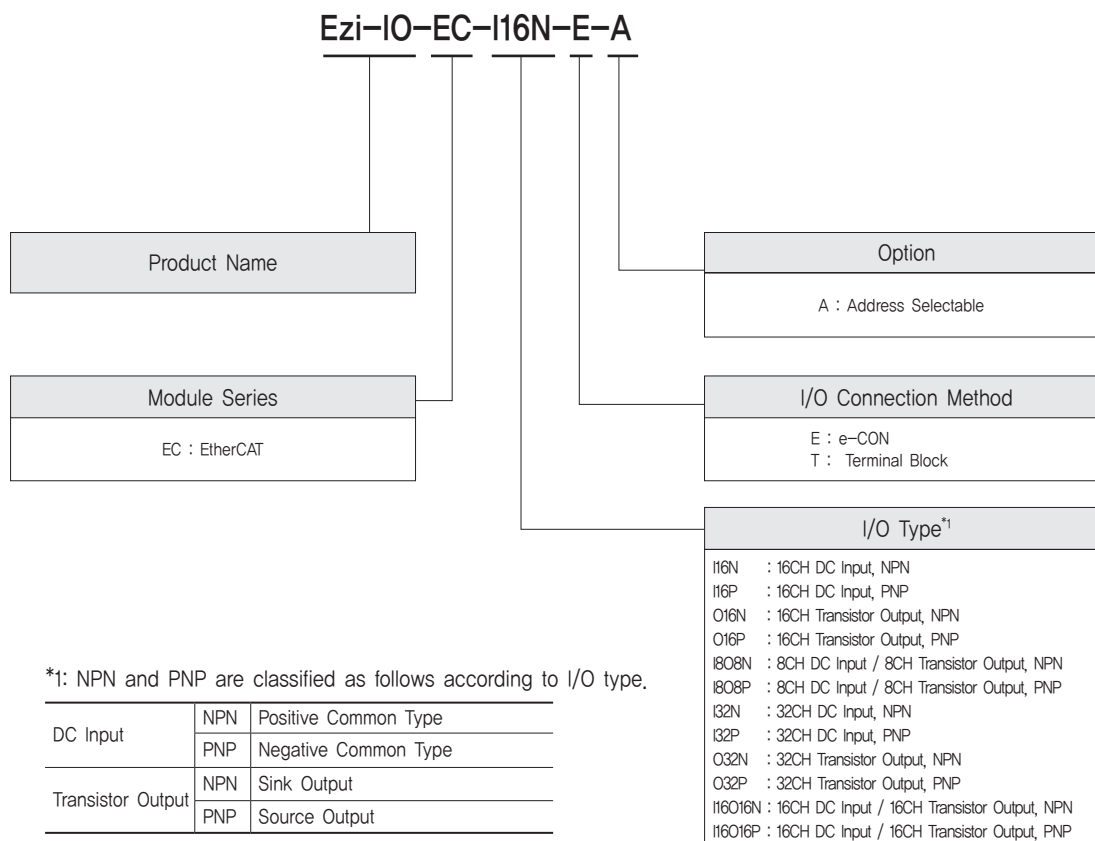 Ezi-IO-EC-I16N-E-A
Product Name
Module Series
EC : EtherCAT
Option
A : Address Selectable
I/O Connection Method
E : e-CON
T : Terminal Block
I/O Type*1
I16N : 16CH DC Input, NPN
I16P : 16CH DC Input, PNP
O16N : 16CH Transistor Output, NPN
O16P : 16CH Transistor Output, PNP
I8O8N : 8CH DC Input / 8CH Transistor Output, NPN
I8O8P : 8CH DC Input / 8CH Transistor Output, PNP
I32N : 32CH DC Input, NPN
I32P : 32CH DC Input, PNP
O32N : 32CH Transistor Output, NPN
O32P : 32CH Transistor Output, PNP
I16O16N : 16CH DC Input / 16CH Transistor Output, NPN
I16O16P : 16CH DC Input / 16CH Transistor Output, PNP
*1: NPN and PNP are classified as follows according to I/O type.
DC Input NPN Positive Common Type
PNP Negative Common Type
Transistor Output NPN Sink Output
PNP Source Output